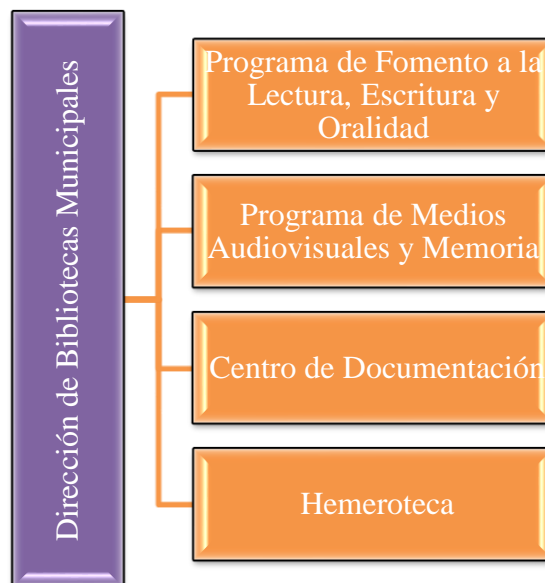 Dirección de Bibliotecas Municipales
Programa de Fomento a la
Lectura, Escritura y
Oralidad
Programa de Medios
Audiovisuales y Memoria
Centro de Documentación
Hemeroteca